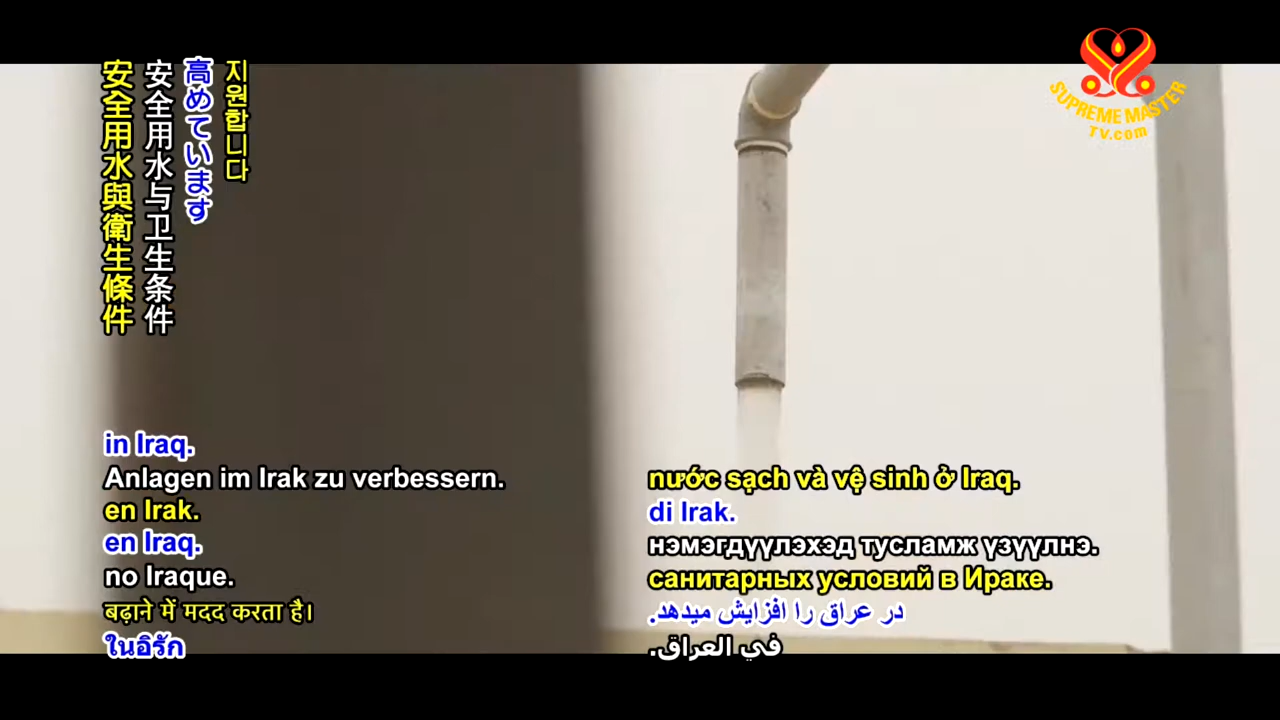 지원합니다
高めています
安全用水与卫生条件
安全用水與衛生條件
SUPREME MASTER
TV.com
in Iraq.
Anlagen im Irak zu verbessern.
en Irak.
en Iraq.
no Iraque.
बढ़ाने में मदद करता है।
ในอิรัก
nước sạch và vệ sinh ở Iraq.
di Irak.
нэмэгдүүлэхэд тусламж үзүүлнэ.
санитарных условий в Ираке.
در عراق را افزایش میدهد.
في العراق.